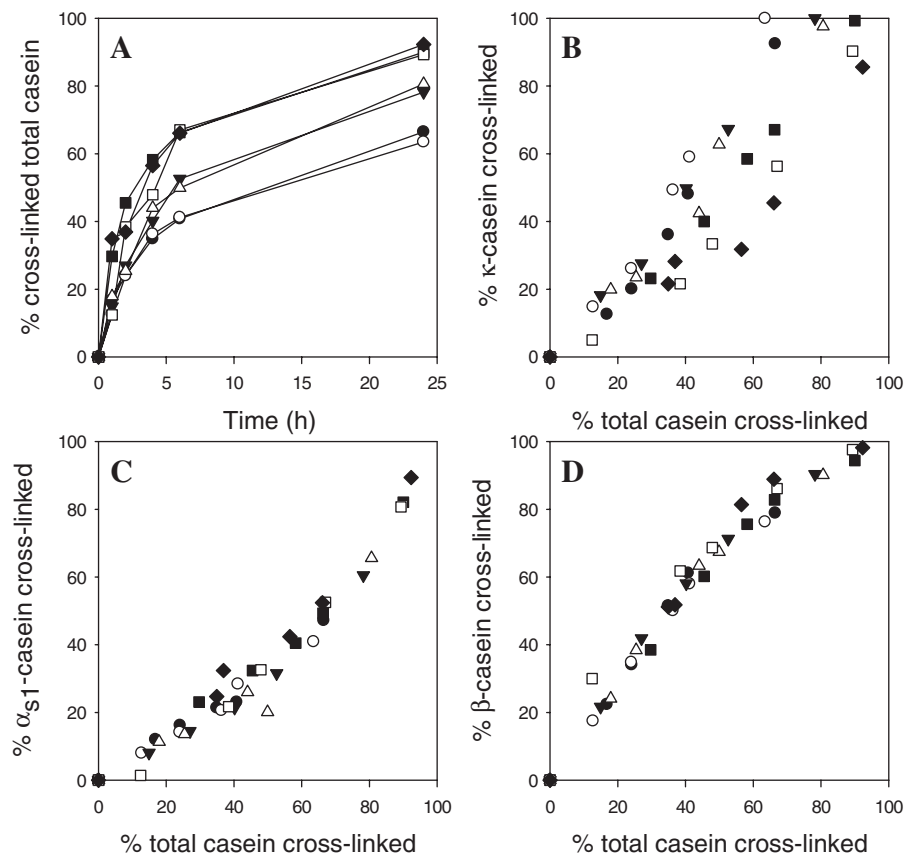 A
% cross-linked total casein
100
80
60
40
20
0
0 5 10 15 20 25
Time (h)
B
% κ-casein cross-linked
100
80
60
40
20
0
0 20 40 60 80 100
% total casein cross-linked
C
% αs1-casein cross-linked
100
80
60
40
20
0
0 20 40 60 80 100
% total casein cross-linked
D
% β-casein cross-linked
100
80
60
40
20
0
0 20 40 60 80 100
% total casein cross-linked